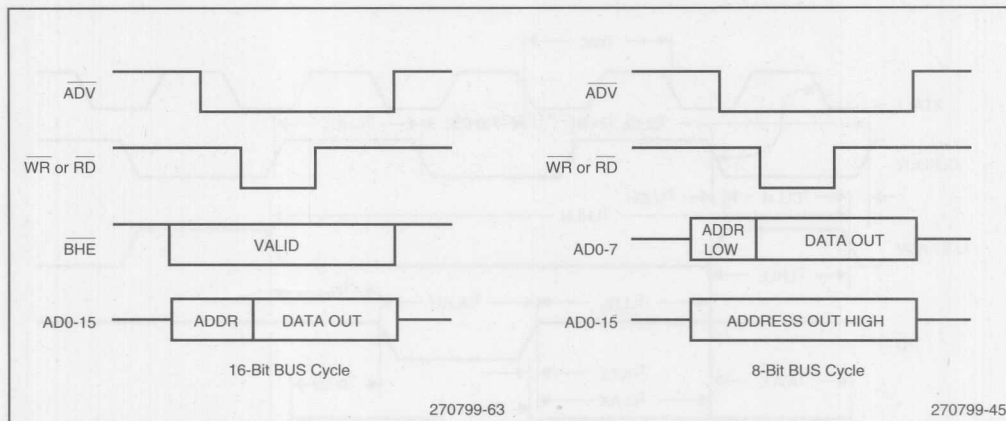 ADV
WR or RD
BHE
VALID
AD0-15
ADDR
DATA OUT
16-Bit BUS Cycle
270799-63
ADV
WR or RD
AD0-7
ADDR
LOW
DATA OUT
AD0-15
ADDRESS OUT HIGH
8-Bit BUS Cycle
270799-45